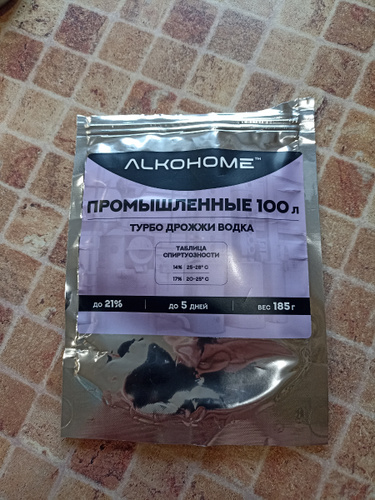 ALKOHOME™
ПРОМЫШЛЕННЫЕ 100 л
ТУРБО ДРОЖЖИ ВОДКА
ТАБЛИЦА
СПИРТУОЗНОСТИ
14% 25-29° C
17% 20-25° C
ДО 21% ДО 5 ДНЕЙ ВЕС 185 г